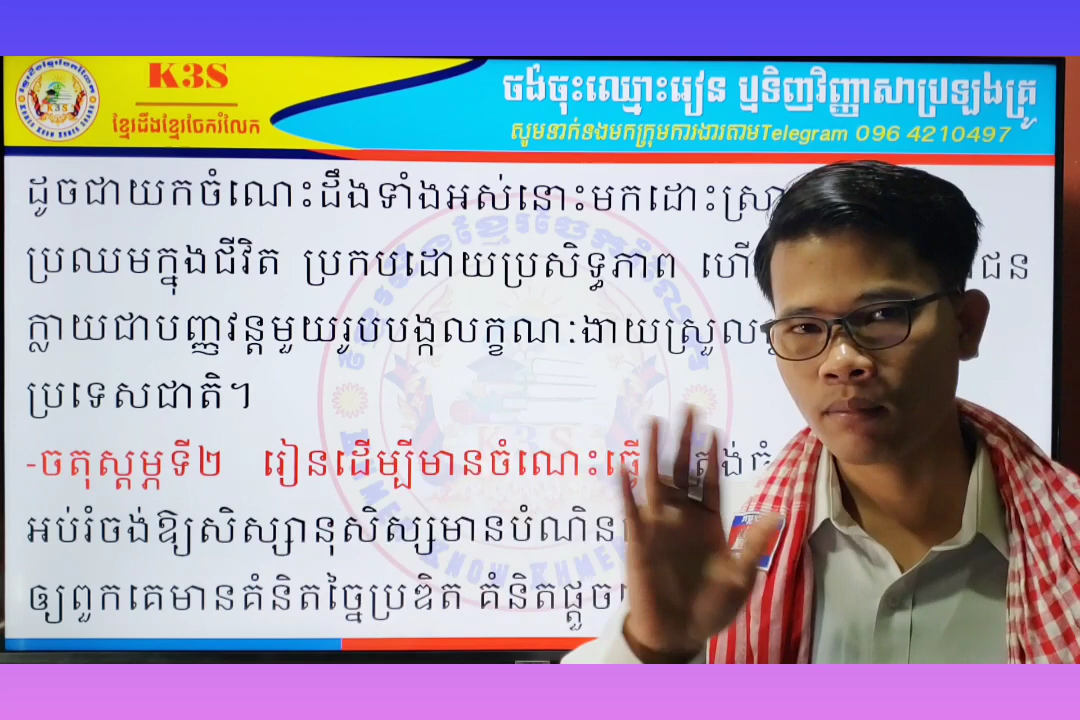 K3S
ខ្មែរដឹងខ្មែរចែករំលែក
ចង់ចុះឈ្មោះរៀន ឬទិញវិញ្ញាសាប្រឡងគ្រូ
សូមទាក់ទងមកក្រុមការងារតាមTelegram 096 4210497
ដូចជាយកចំណេះដឹងទាំងអស់នោះមកដោះស្រា
ប្រឈមក្នុងជីវិត ប្រកបដោយប្រសិទ្ធភាព ហើ ជន
ក្លាយជាបញ្ញវន្តមួយរូបបង្កលក្ខណៈងាយស្រួល
ប្រទេសជាតិ។
-ចតុស្តម្ភទី២ រៀនដើម្បីមានចំណេះធ្វើ ត្រង់ចំ
អប់រំចង់ឱ្យសិស្សានុសិស្សមានបំណិន
ឲ្យពួកគេមានគំនិតច្នៃប្រឌិត គំនិតផ្តួច